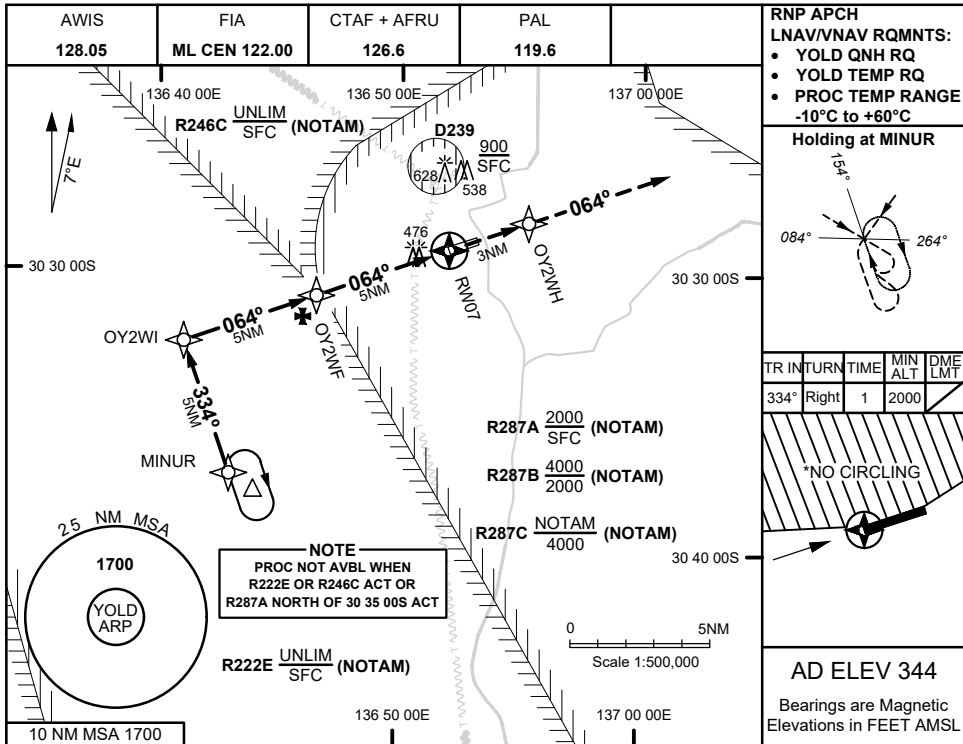 AWIS
128.05
FIA
ML CEN 122.00
CTAF + AFRU
126.6
PAL
119.6
RNP APCH
LNAV/VNAV RQMNTS:
• YOLD QNH RQ
• YOLD TEMP RQ
• PROC TEMP RANGE
-10°C to +60°C
136 40 00E
136 50 00E
137 00 00E
R246C UNLIM (NOTAM)
SFC
D239
900
SFC
628
538
7°E
476
064°
3NM
064°
5NM
064°
5NM
30 30 00S
30 30 00S
OY2WH
RW07
OY2WF
OY2WI
334°
5NM
MINUR
R287A 2000 (NOTAM)
SFC
R287B 4000 (NOTAM)
2000
R287C NOTAM (NOTAM)
4000
30 40 00S
25 NM MSA
1700
YOLD
ARP
NOTE
PROC NOT AVBL WHEN
R222E OR R246C ACT OR
R287A NORTH OF 30 35 00S ACT
R222E UNLIM (NOTAM)
SFC
0
5NM
Scale 1:500,000
136 50 00E
137 00 00E
10 NM MSA 1700
Holding at MINUR
154°
084°
264°
TR IN TURN TIME MIN ALT DME LMT
334° Right 1 2000
*NO CIRCLING
AD ELEV 344
Bearings are Magnetic
Elevations in FEET AMSL